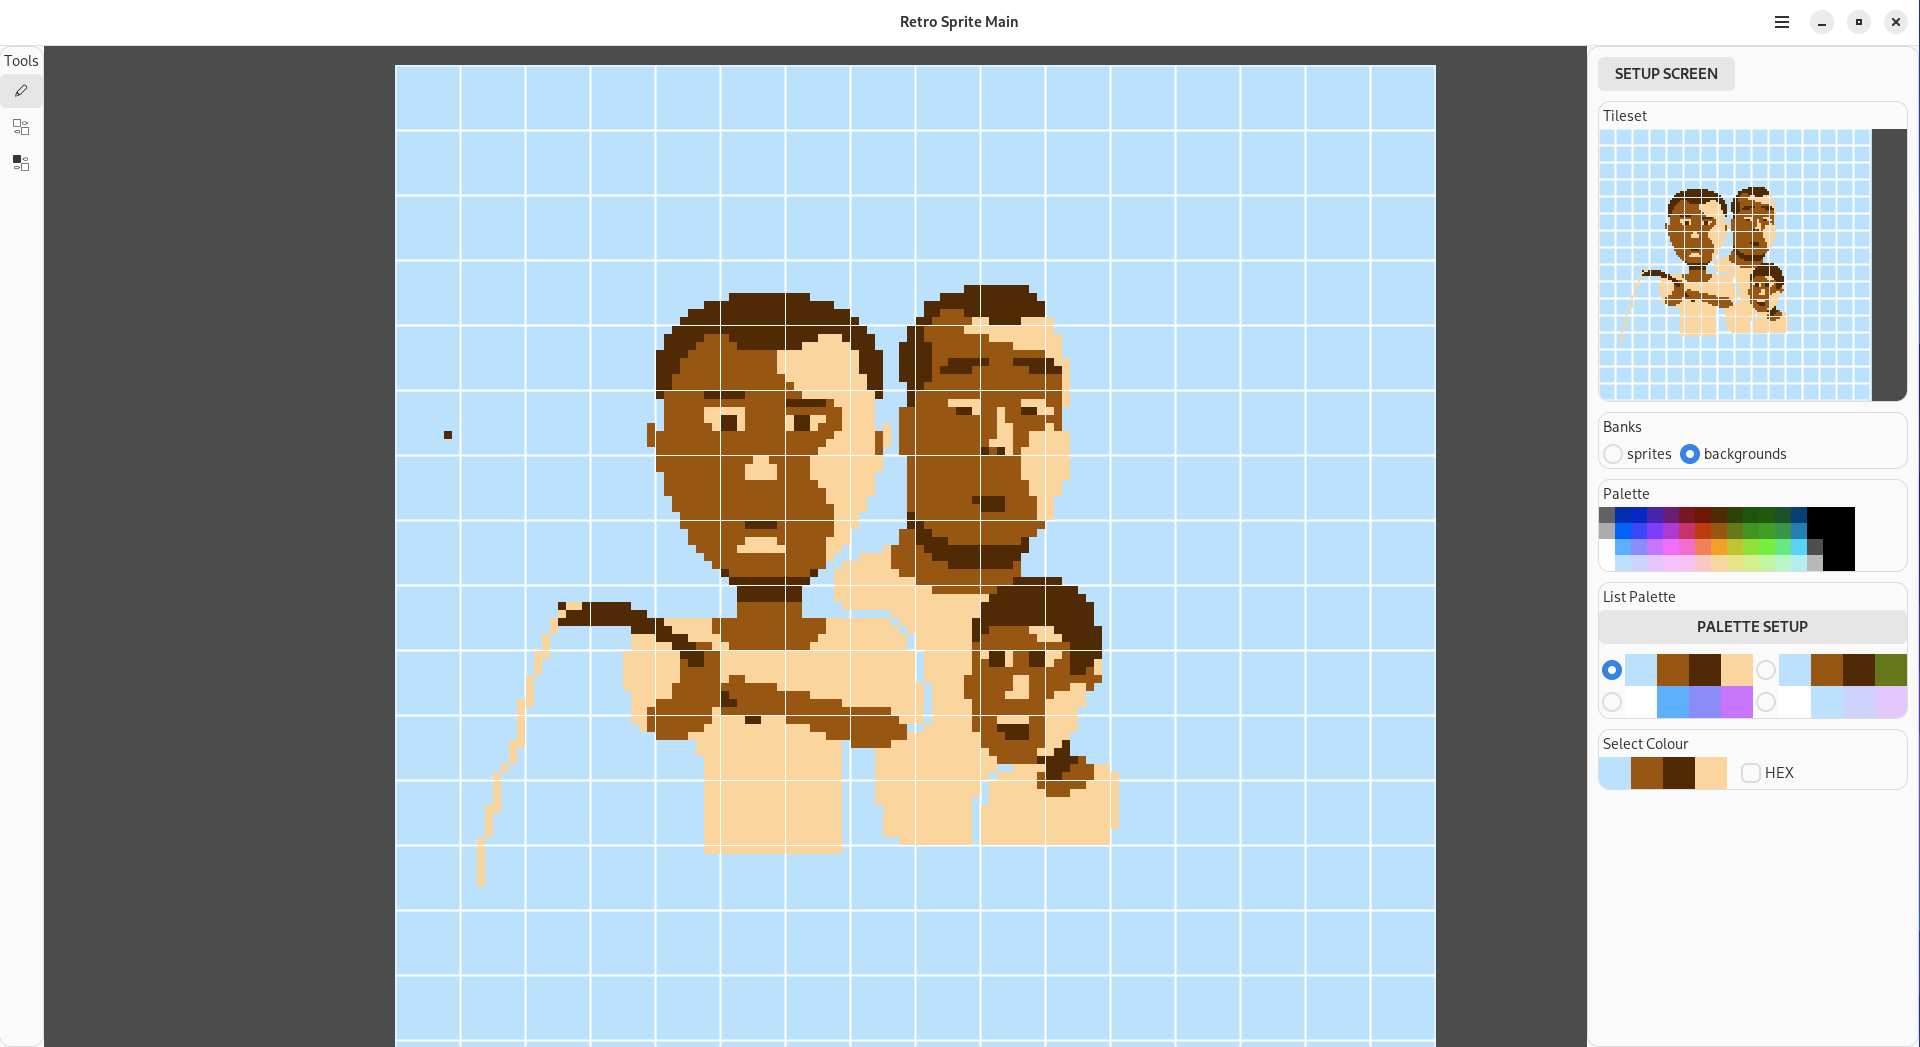 Retro Sprite Main
Tools
SETUP SCREEN
Tileset
Banks
sprites
backgrounds
Palette
List Palette
PALETTE SETUP
Select Colour
HEX